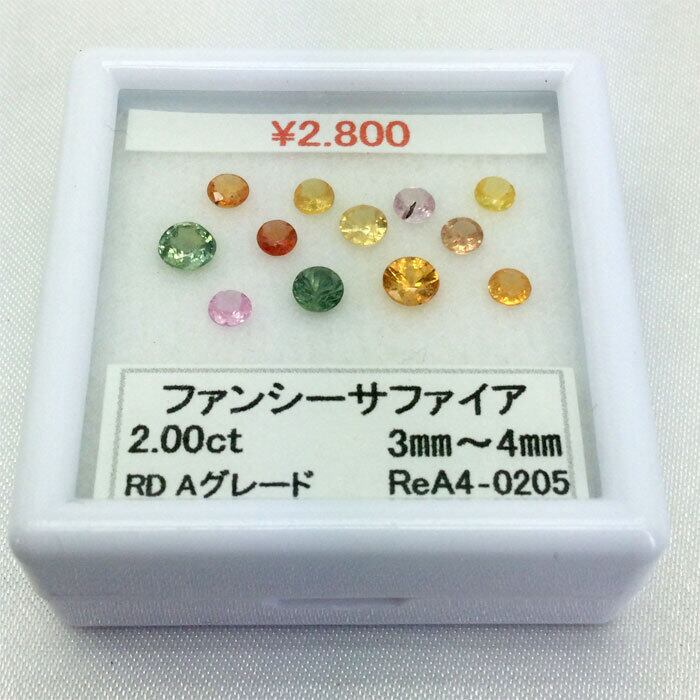 ¥2.800
ファンシーサファイア
2.00ct 3mm～4mm
RD Aグレード ReA4-0205